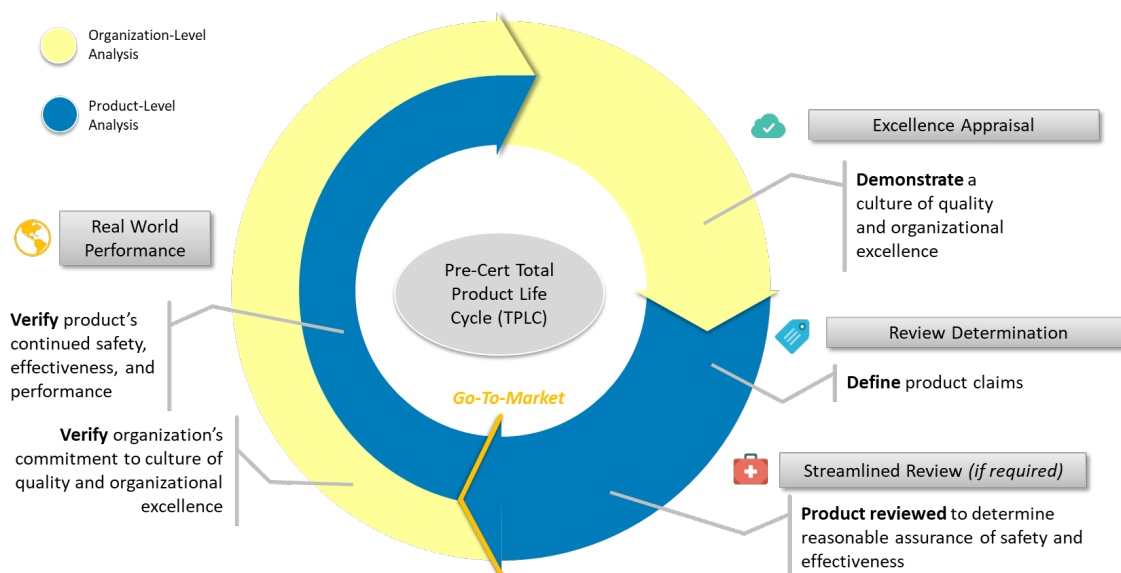 Organization-Level
Analysis
Product-Level
Analysis
Excellence Appraisal
Demonstrate a
culture of quality
and organizational
excellence
Real World
Performance
Pre-Cert Total
Product Life
Cycle (TPLC)
Verify product’s
continued safety,
effectiveness, and
performance
Review Determination
Define product claims
Go-To-Market
Verify organization’s
commitment to culture of
quality and organizational
excellence
Streamlined Review (if required)
Product reviewed to determine
reasonable assurance of safety and
effectiveness